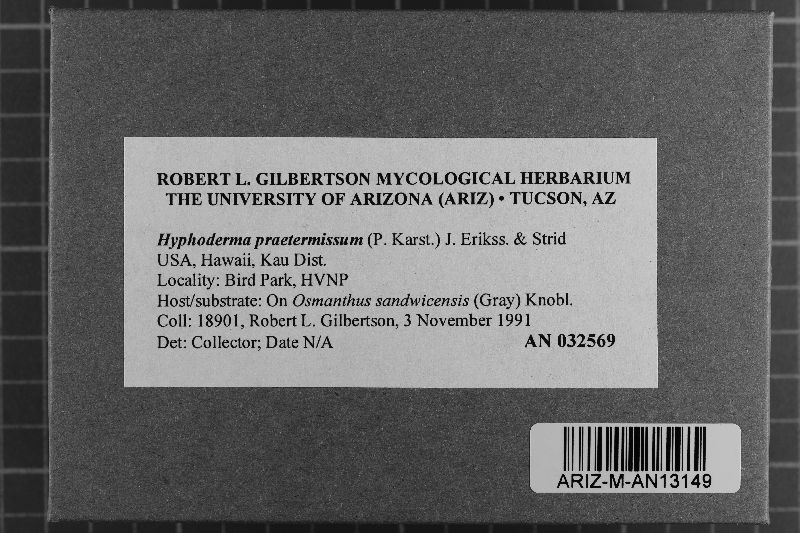 ROBERT L. GILBERTSON MYCOLOGICAL HERBARIUM
THE UNIVERSITY OF ARIZONA (ARIZ) • TUCSON, AZ
Hyphoderma praetermissum (P. Karst.) J. Erikss. & Strid
USA, Hawaii, Kau Dist.
Locality: Bird Park, HVNP
Host/substrate: On Osmanthus sandwicensis (Gray) Knobl.
Coll: 18901, Robert L. Gilbertson, 3 November 1991
Det: Collector; Date N/A AN 032569
ARIZ-M-AN13149